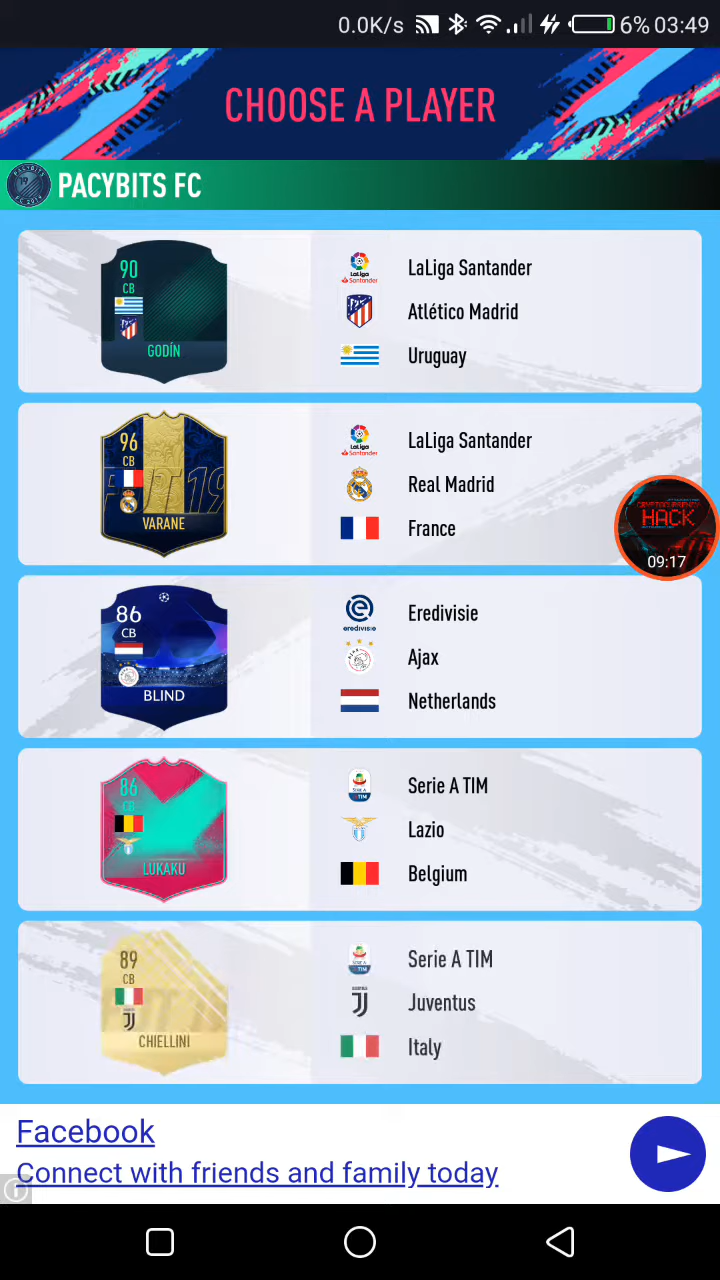 0.0K/s 6% 03:49
CHOOSE A PLAYER
PACYBITS FC
90
CB
GODÍN
LaLiga Santander
Atlético Madrid
Uruguay
96
CB
VARANE
LaLiga Santander
Real Madrid
France
HACK
09:17
86
CB
BLIND
eredivisie
Eredivisie
Ajax
Netherlands
86
CB
LUKAKU
Serie A TIM
Lazio
Belgium
89
CB
CHIELLINI
Serie A TIM
Juventus
Italy
Facebook
Connect with friends and family today